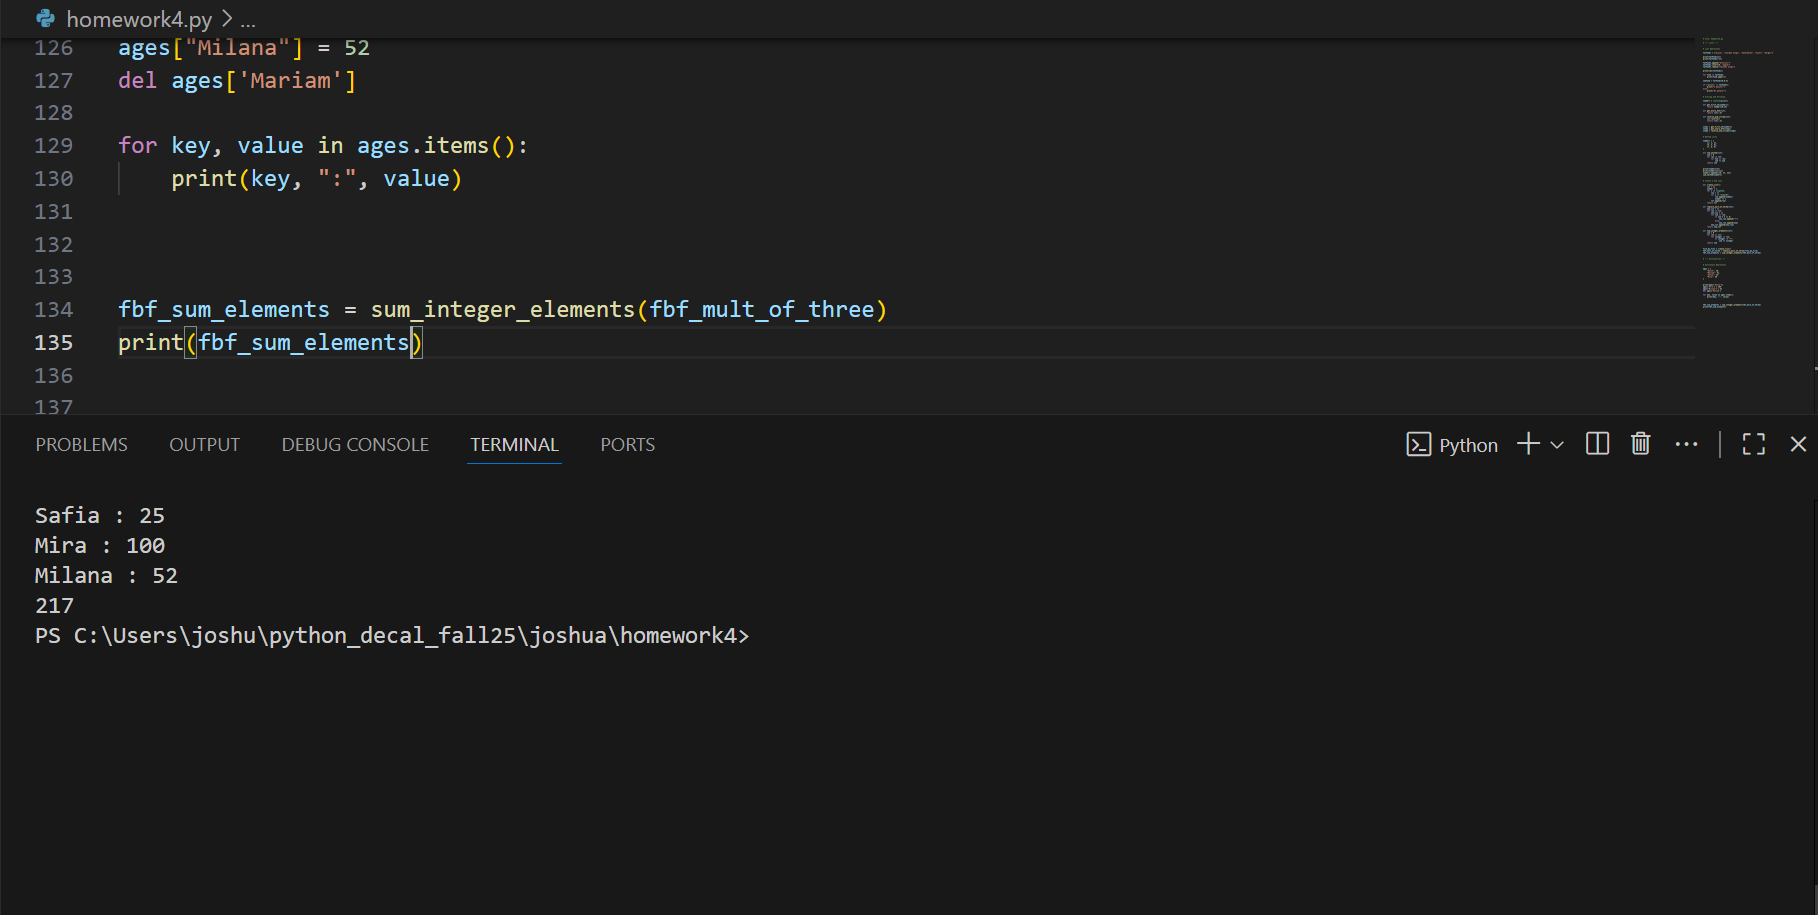 homework4.py > ...
126 ages["Milana"] = 52
127 del ages['Mariam']
128
129 for key, value in ages.items():
130     print(key, ":", value)
131
132
133
134 fbf_sum_elements = sum_integer_elements(fbf_mult_of_three)
135 print(fbf_sum_elements)
136
137
PROBLEMS OUTPUT DEBUG CONSOLE TERMINAL PORTS Python
Safia : 25
Mira : 100
Milana : 52
217
PS C:\Users\joshu\python_decal_fall25\joshua\homework4>